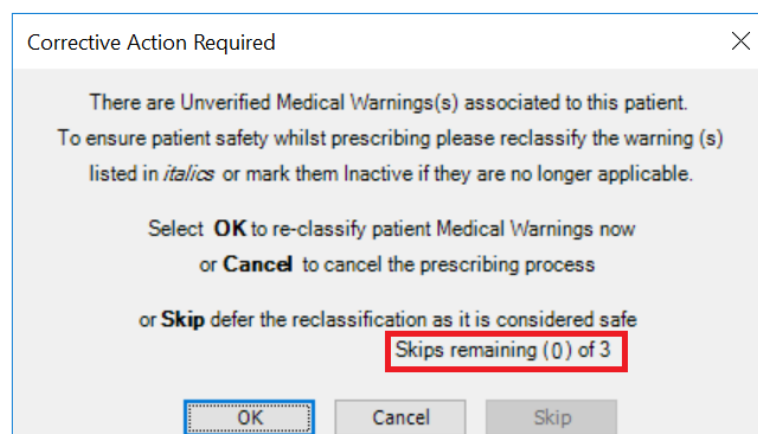 Corrective Action Required
There are Unverified Medical Warnings(s) associated to this patient.
To ensure patient safety whilst prescribing please reclassify the warning (s)
listed in italics or mark them Inactive if they are no longer applicable.
Select OK to re-classify patient Medical Warnings now
or Cancel to cancel the prescribing process
or Skip defer the reclassification as it is considered safe
Skips remaining (0) of 3
OK Cancel Skip